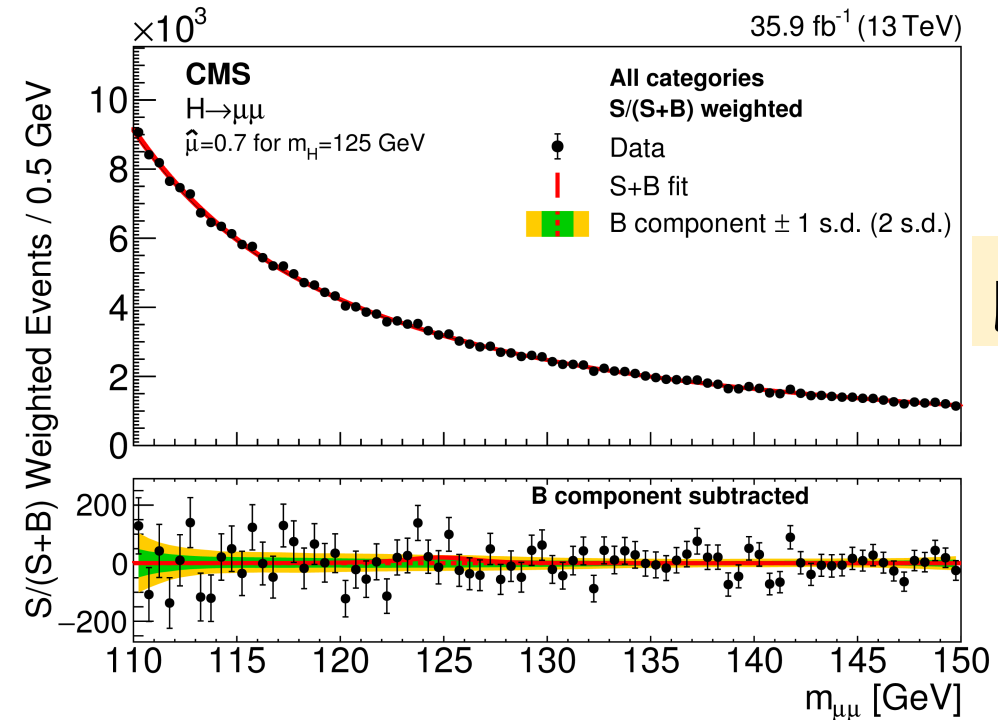 ×10³
35.9 fb⁻¹ (13 TeV)
S/(S+B) Weighted Events / 0.5 GeV
CMS
H→μμ
μ̂=0.7 for m_H=125 GeV
All categories
S/(S+B) weighted
Data
S+B fit
B component ± 1 s.d. (2 s.d.)
10
8
6
4
2
0
B component subtracted
200
0
−200
110 115 120 125 130 135 140 145 150
m_μμ [GeV]